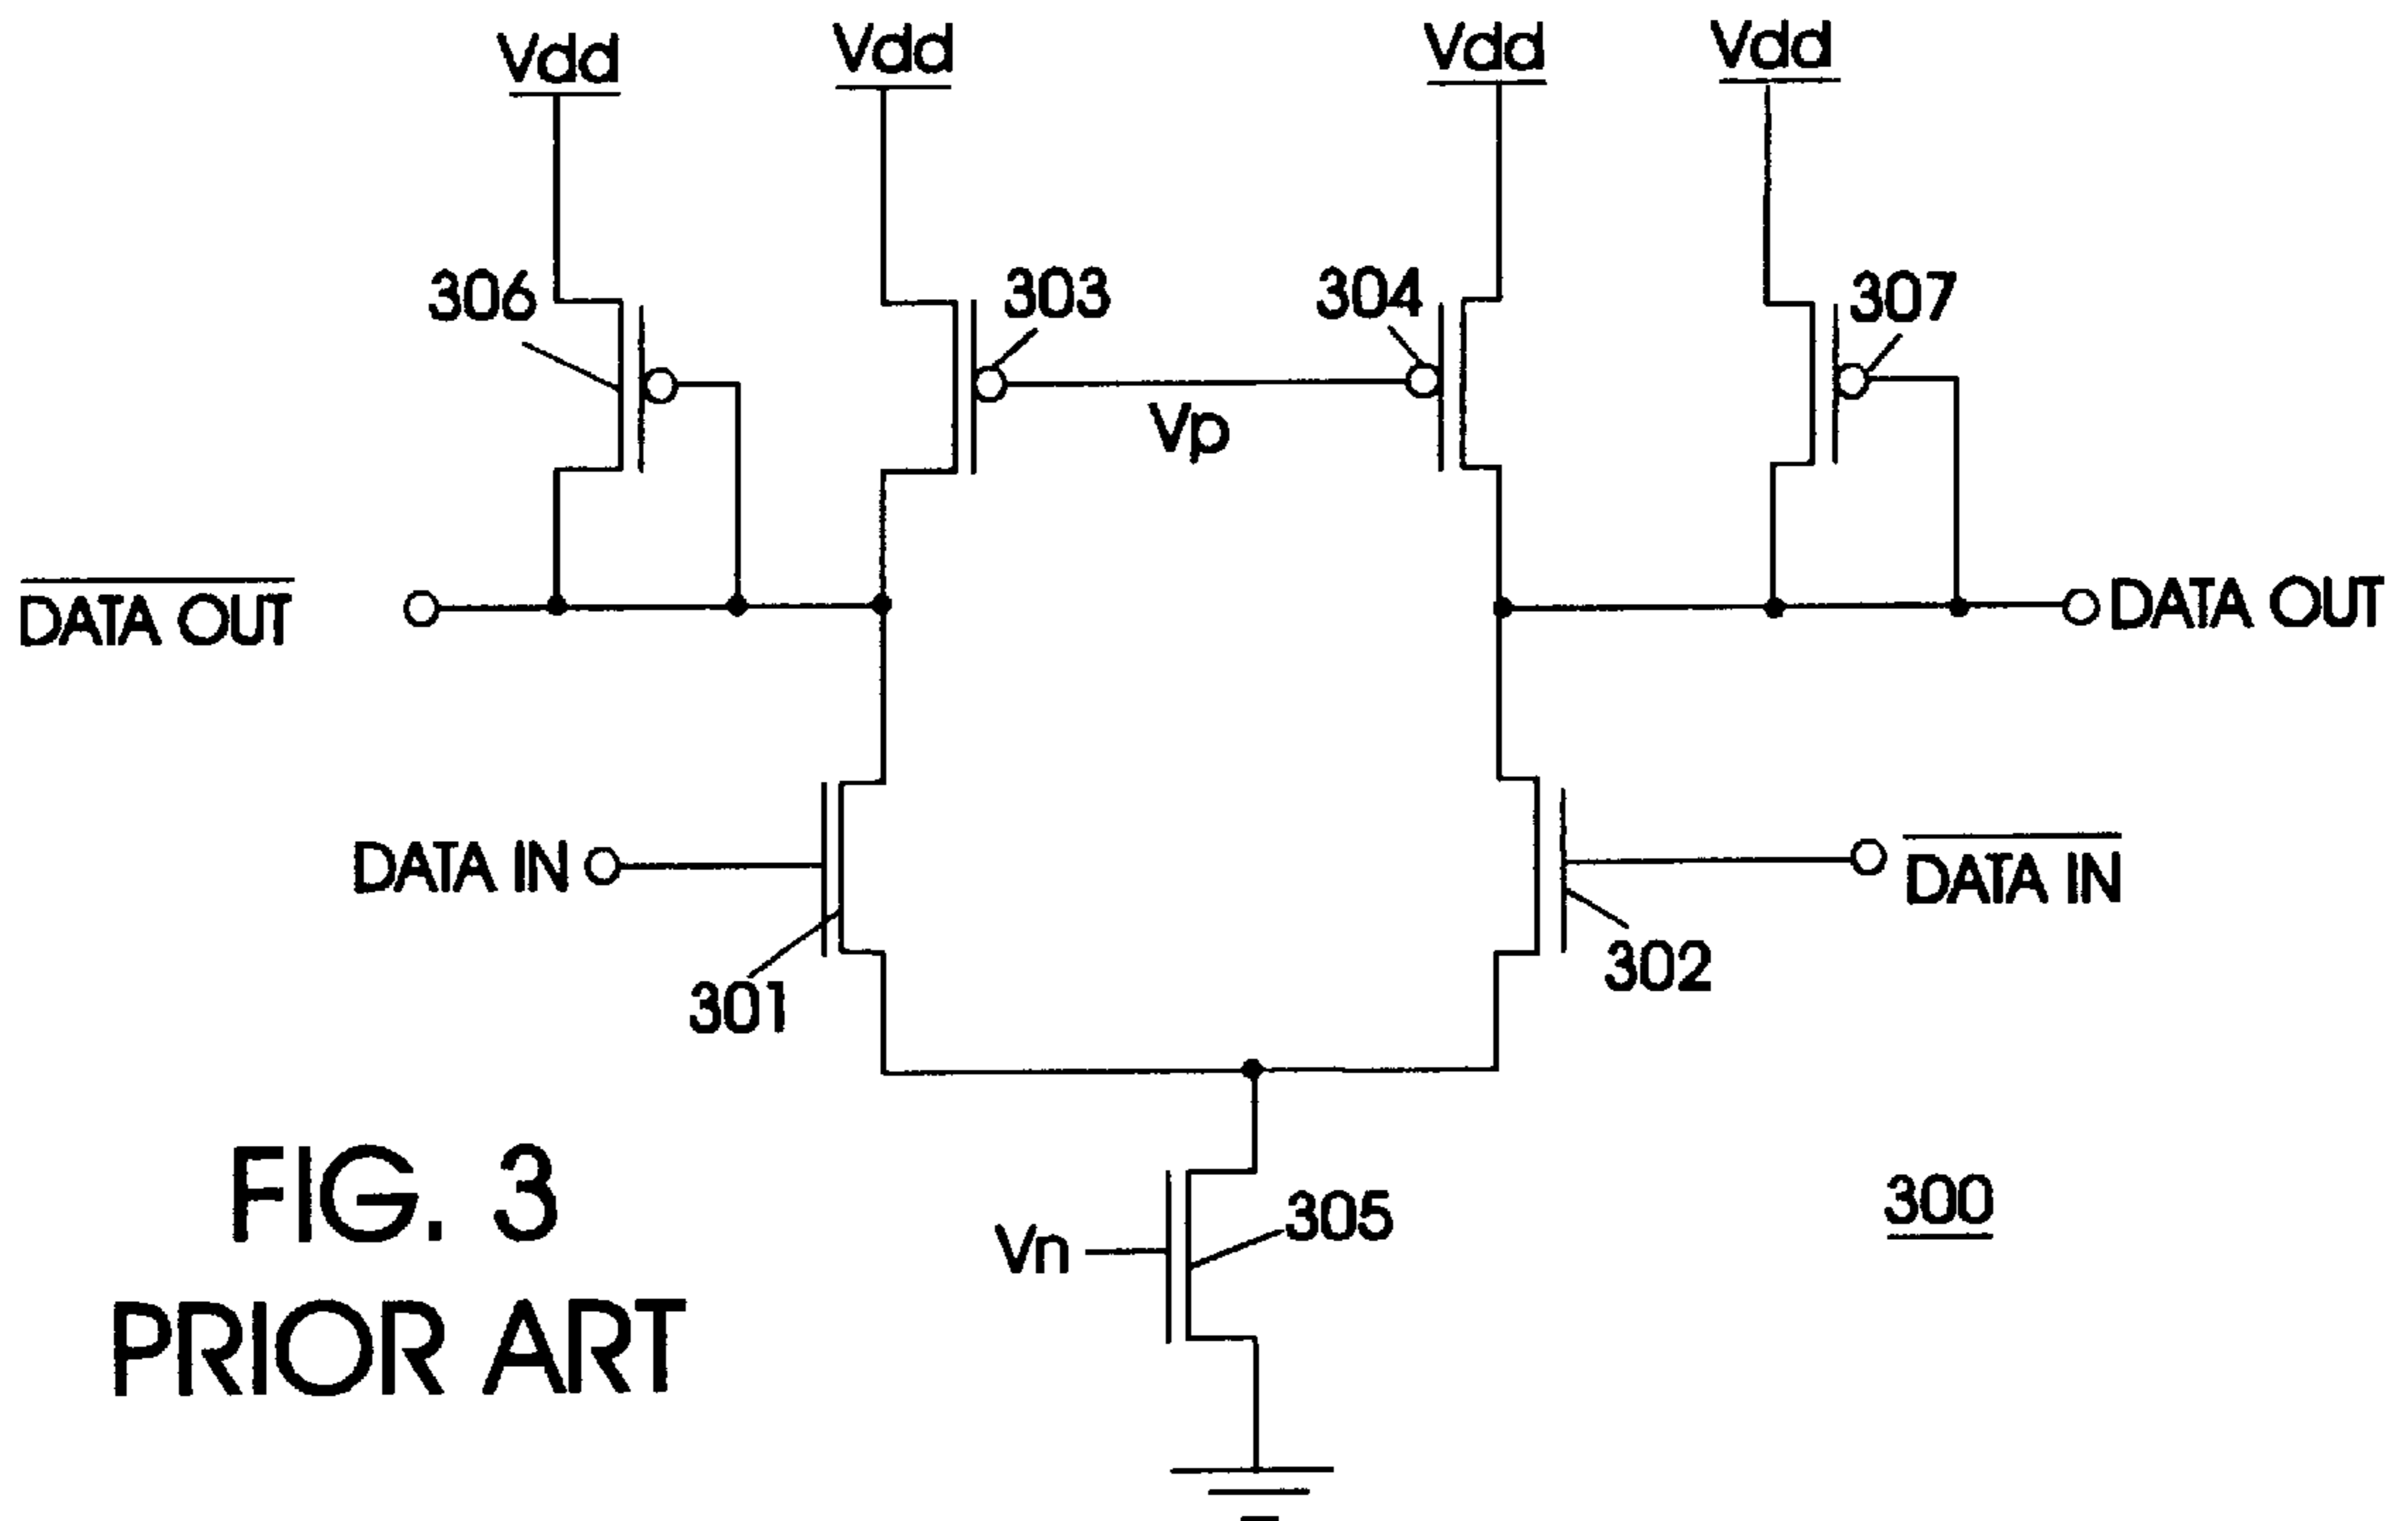 Vdd Vdd Vdd Vdd
306 303 304 307
Vp
DATA OUT DATA OUT
DATA IN DATA IN
301 302
Vn 305 300
FIG. 3
PRIOR ART